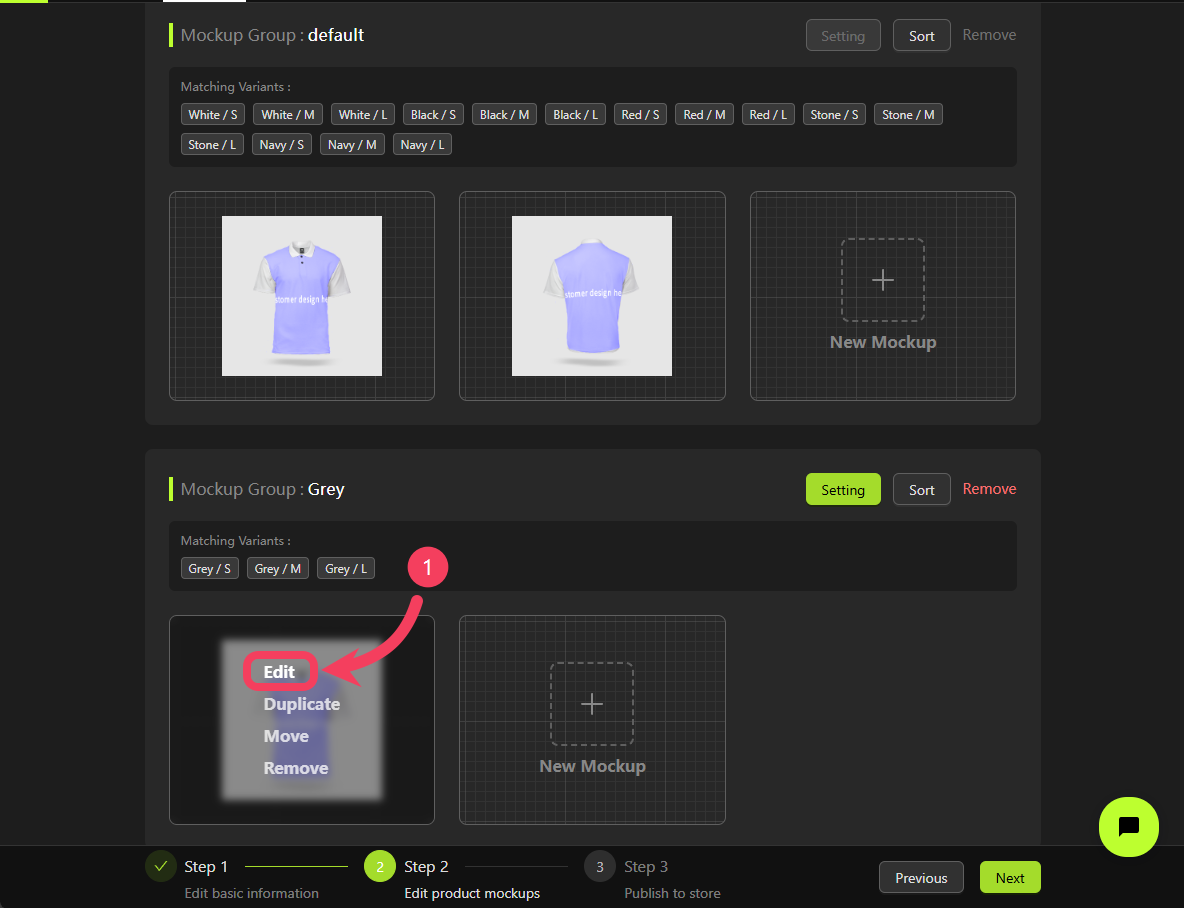 Mockup Group : default
Setting
Sort
Remove
Matching Variants :
White / S White / M White / L Black / S Black / M Black / L Red / S Red / M Red / L Stone / S Stone / M
Stone / L Navy / S Navy / M Navy / L
stomer design he
stomer design he
New Mockup
Mockup Group : Grey
Setting
Sort
Remove
Matching Variants :
Grey / S Grey / M Grey / L
1
Edit
Duplicate
Move
Remove
New Mockup
Step 1
Edit basic information
2
Step 2
Edit product mockups
3
Step 3
Publish to store
Previous
Next